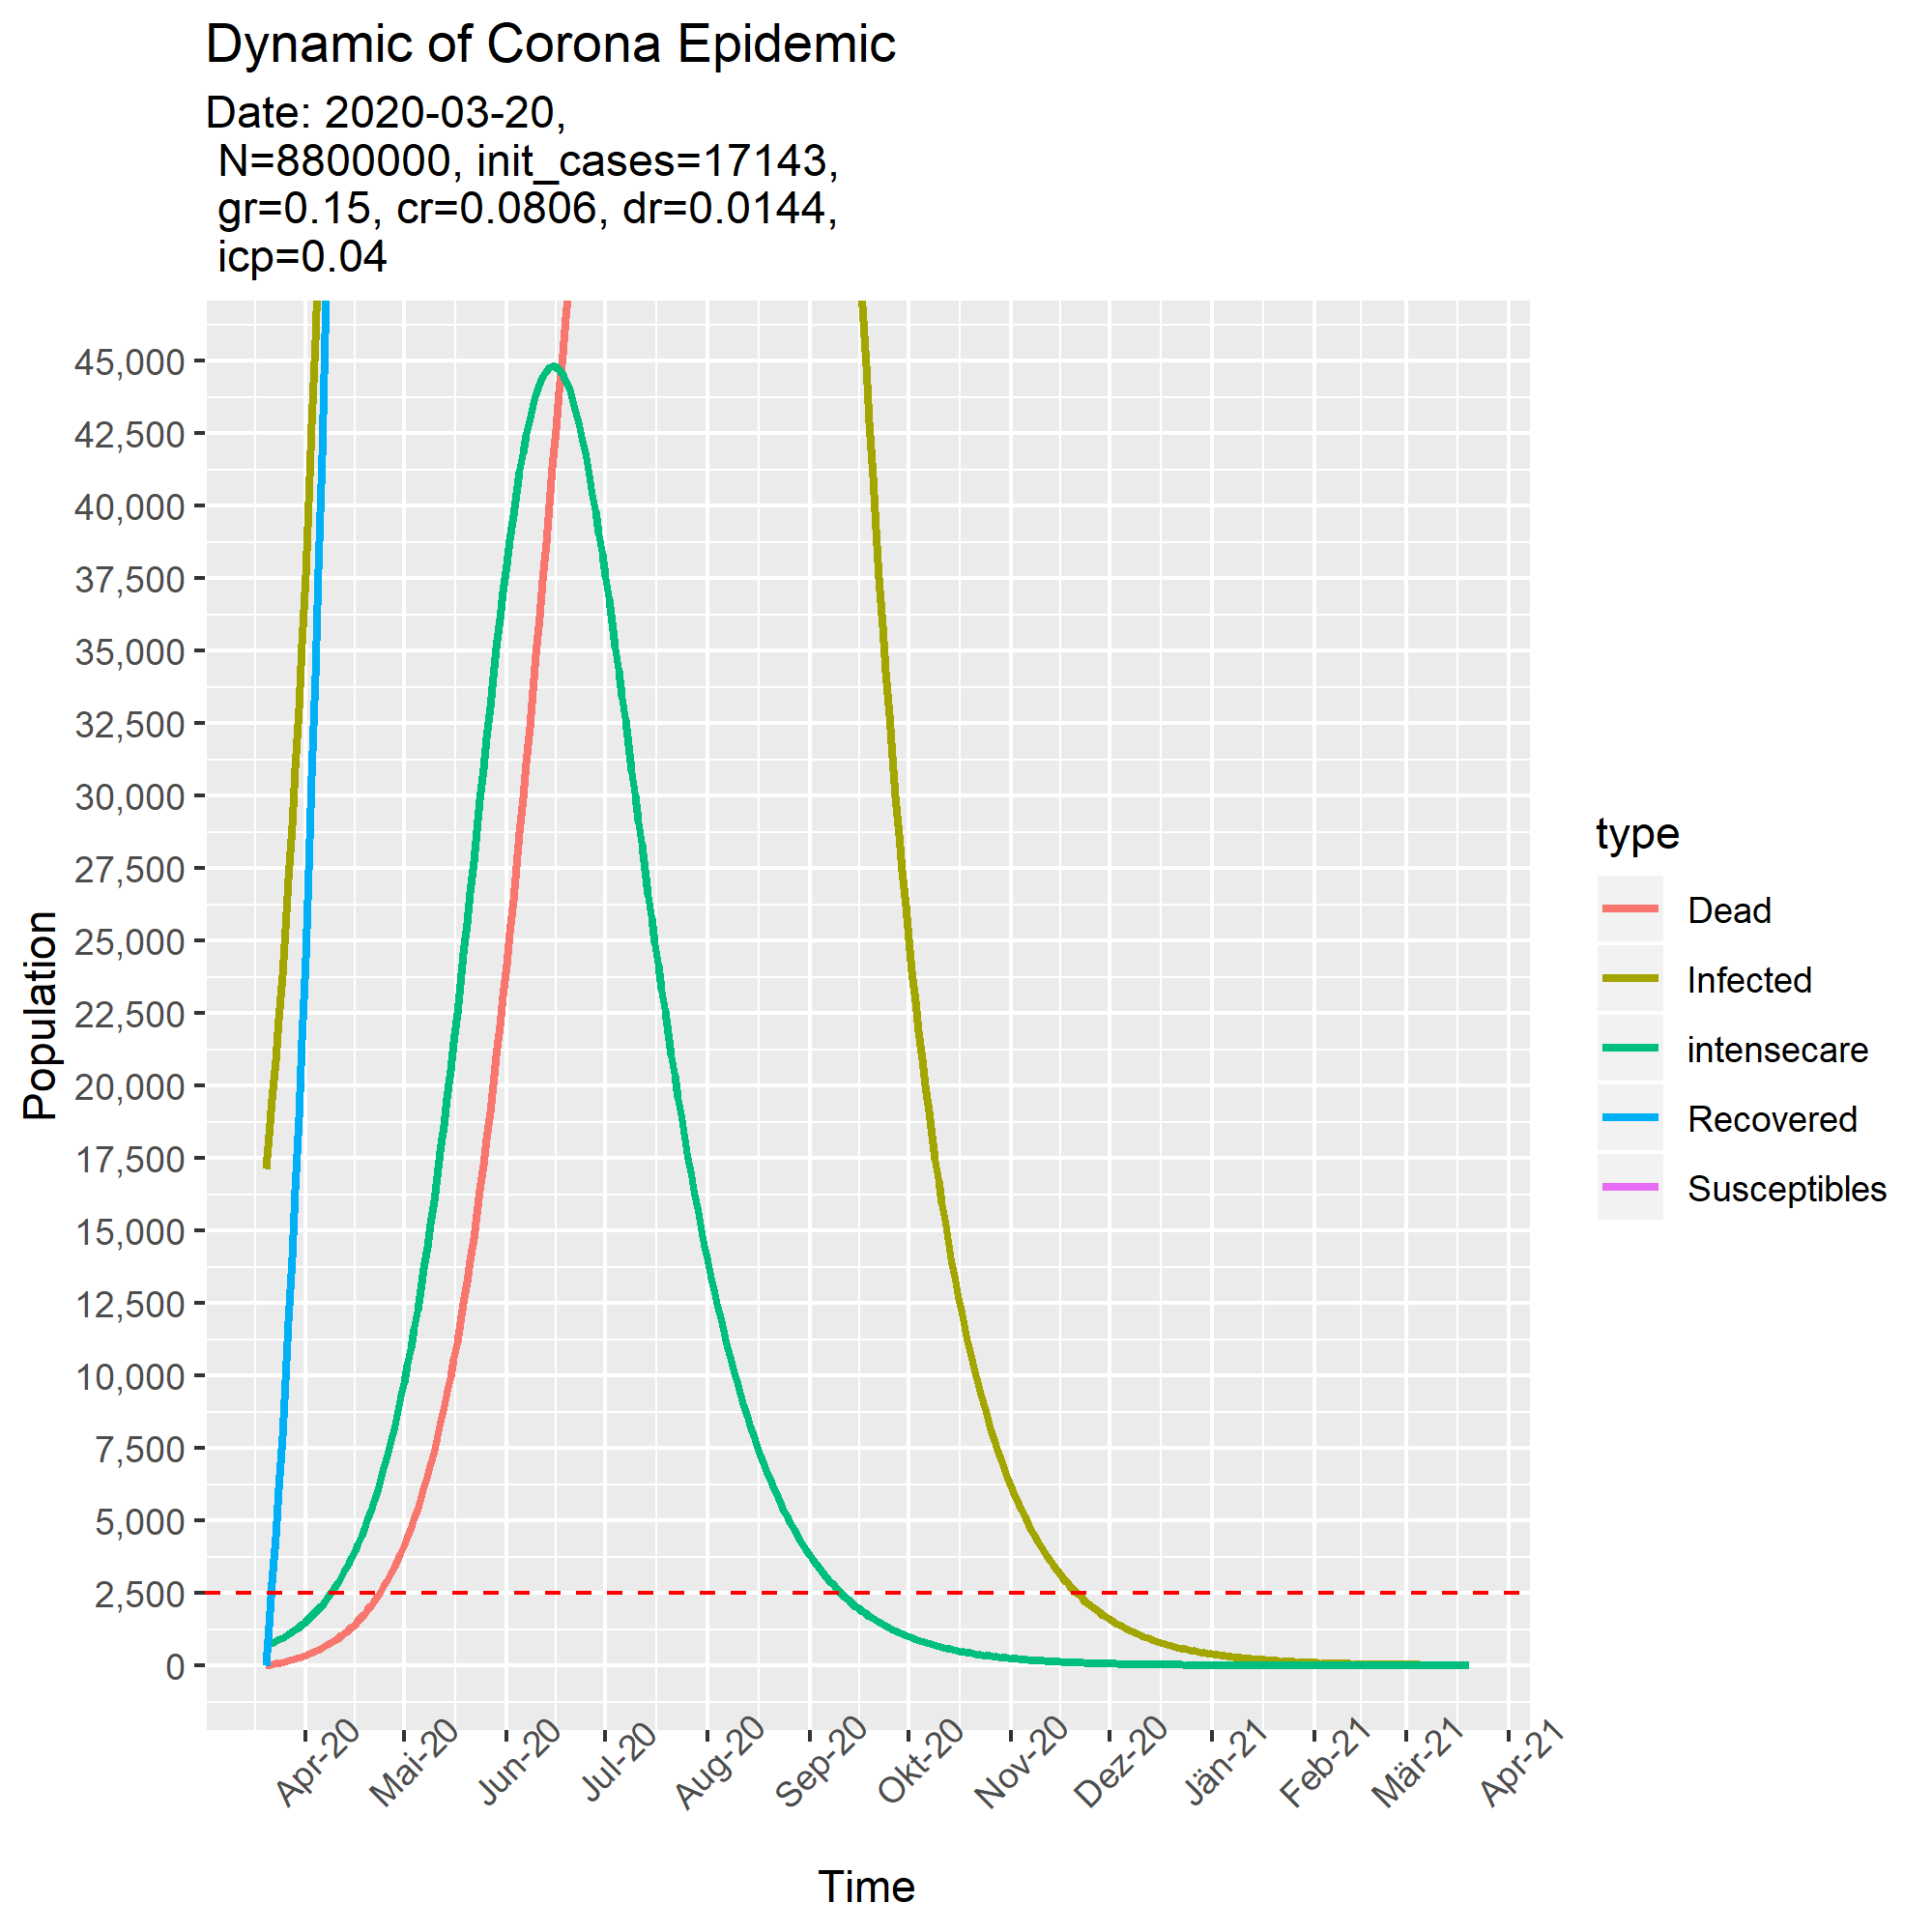 Dynamic of Corona Epidemic
Date: 2020-03-20,
N=8800000, init_cases=17143,
gr=0.15, cr=0.0806, dr=0.0144,
icp=0.04
45,000
42,500
40,000
37,500
35,000
32,500
30,000
27,500
25,000
22,500
20,000
17,500
15,000
12,500
10,000
7,500
5,000
2,500
0
Population
Apr-20
Mai-20
Jun-20
Jul-20
Aug-20
Sep-20
Okt-20
Nov-20
Dez-20
Jän-21
Feb-21
Mär-21
Apr-21
Time
type
Dead
Infected
intensecare
Recovered
Susceptibles